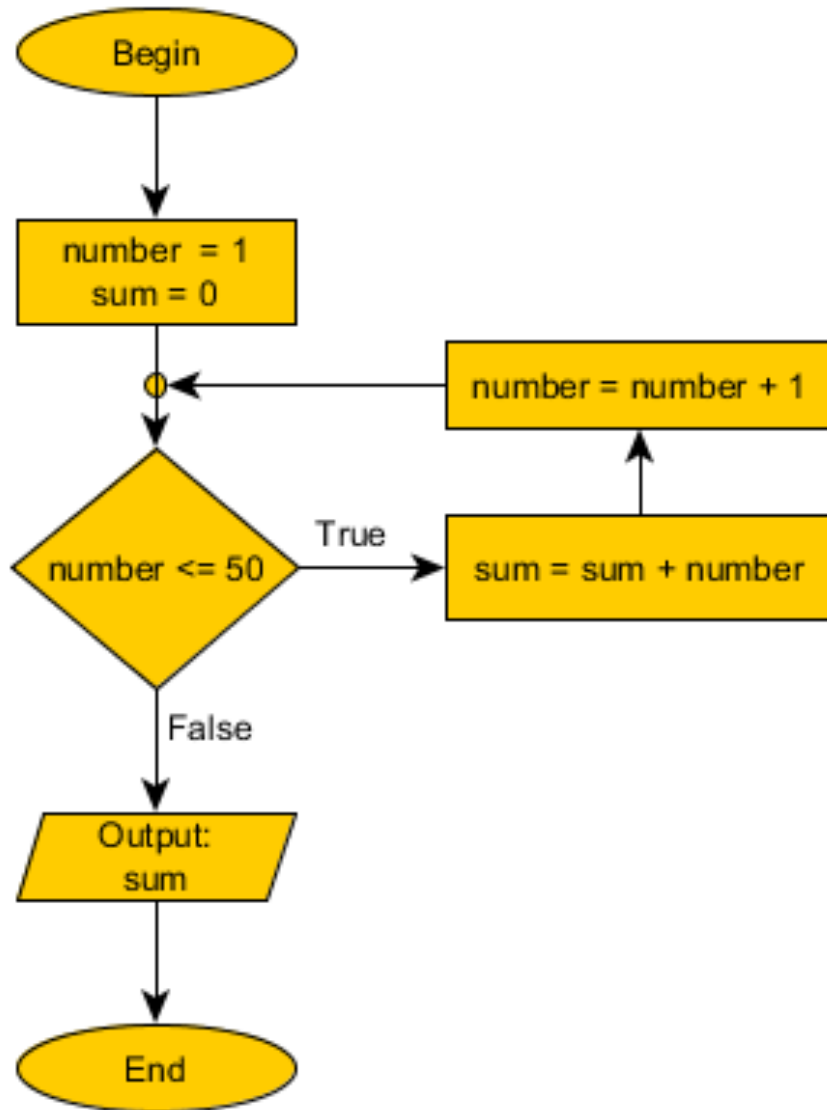 Begin
number = 1
sum = 0
number = number + 1
number <= 50
True
sum = sum + number
False
Output:
sum
End